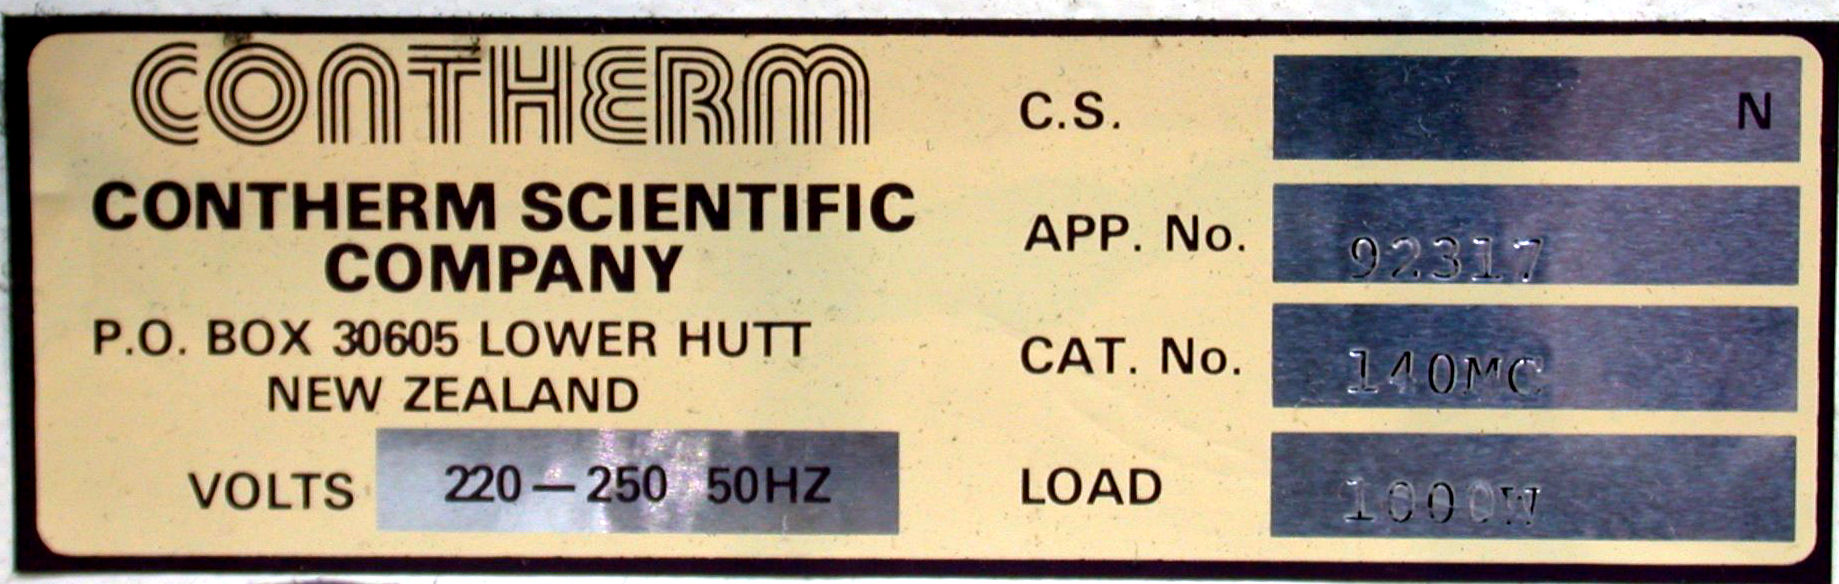 CONTHERM
CONTHERM SCIENTIFIC
COMPANY
P.O. BOX 30605 LOWER HUTT
NEW ZEALAND
VOLTS 220 — 250 50HZ
C.S. N
APP. No. 92317
CAT. No. 140MC
LOAD 1000W